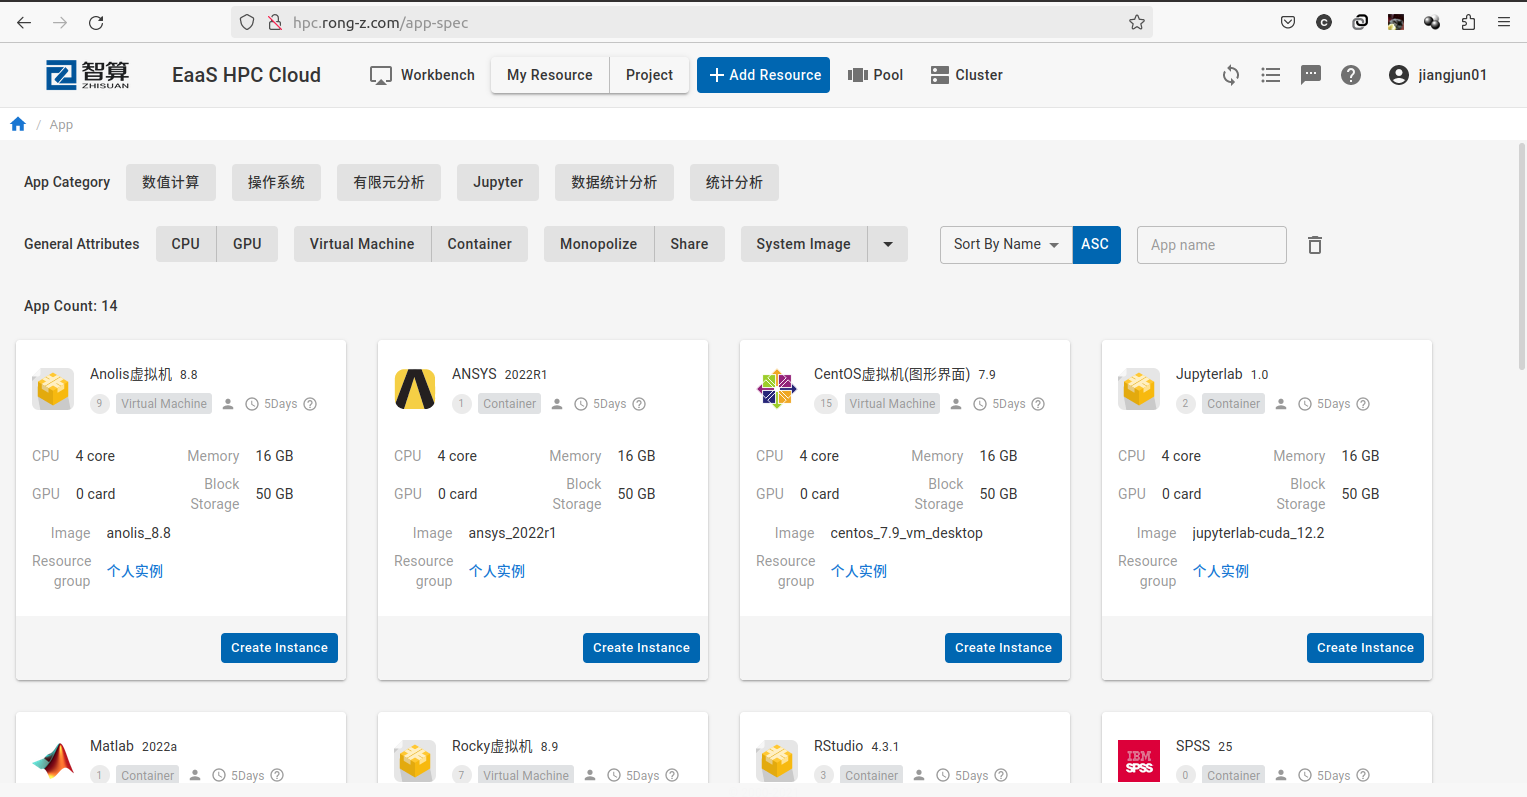 hpc.rong-z.com/app-spec
智算 ZHISUAN EaaS HPC Cloud Workbench My Resource Project + Add Resource Pool Cluster jiangjun01
/ App
App Category 数值计算 操作系统 有限元分析 Jupyter 数据统计分析 统计分析
General Attributes CPU GPU Virtual Machine Container Monopolize Share System Image Sort By Name ASC App name
App Count: 14
Anolis虚拟机 8.8
9 Virtual Machine 5Days
CPU 4 core Memory 16 GB
GPU 0 card Block Storage 50 GB
Image anolis_8.8
Resource group 个人实例
Create Instance
ANSYS 2022R1
1 Container 5Days
CPU 4 core Memory 16 GB
GPU 0 card Block Storage 50 GB
Image ansys_2022r1
Resource group 个人实例
Create Instance
CentOS虚拟机(图形界面) 7.9
15 Virtual Machine 5Days
CPU 4 core Memory 16 GB
GPU 0 card Block Storage 50 GB
Image centos_7.9_vm_desktop
Resource group 个人实例
Create Instance
Jupyterlab 1.0
2 Container 5Days
CPU 4 core Memory 16 GB
GPU 0 card Block Storage 50 GB
Image jupyterlab-cuda_12.2
Resource group 个人实例
Create Instance
Matlab 2022a
1 Container 5Days
Rocky虚拟机 8.9
7 Virtual Machine 5Days
RStudio 4.3.1
3 Container 5Days
IBM SPSS
SPSS 25
0 Container 5Days